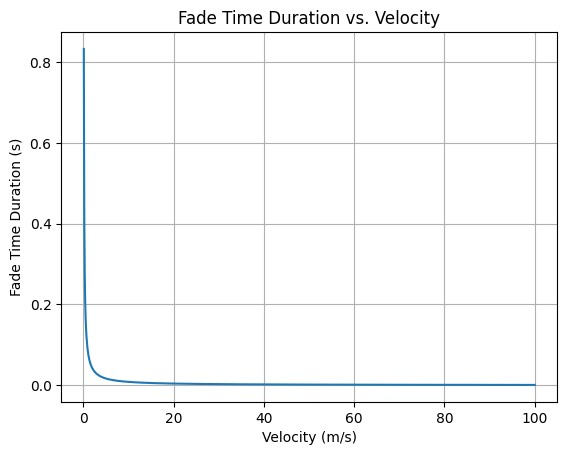 Fade Time Duration vs. Velocity
Fade Time Duration (s)
0.8
0.6
0.4
0.2
0.0
0 20 40 60 80 100
Velocity (m/s)